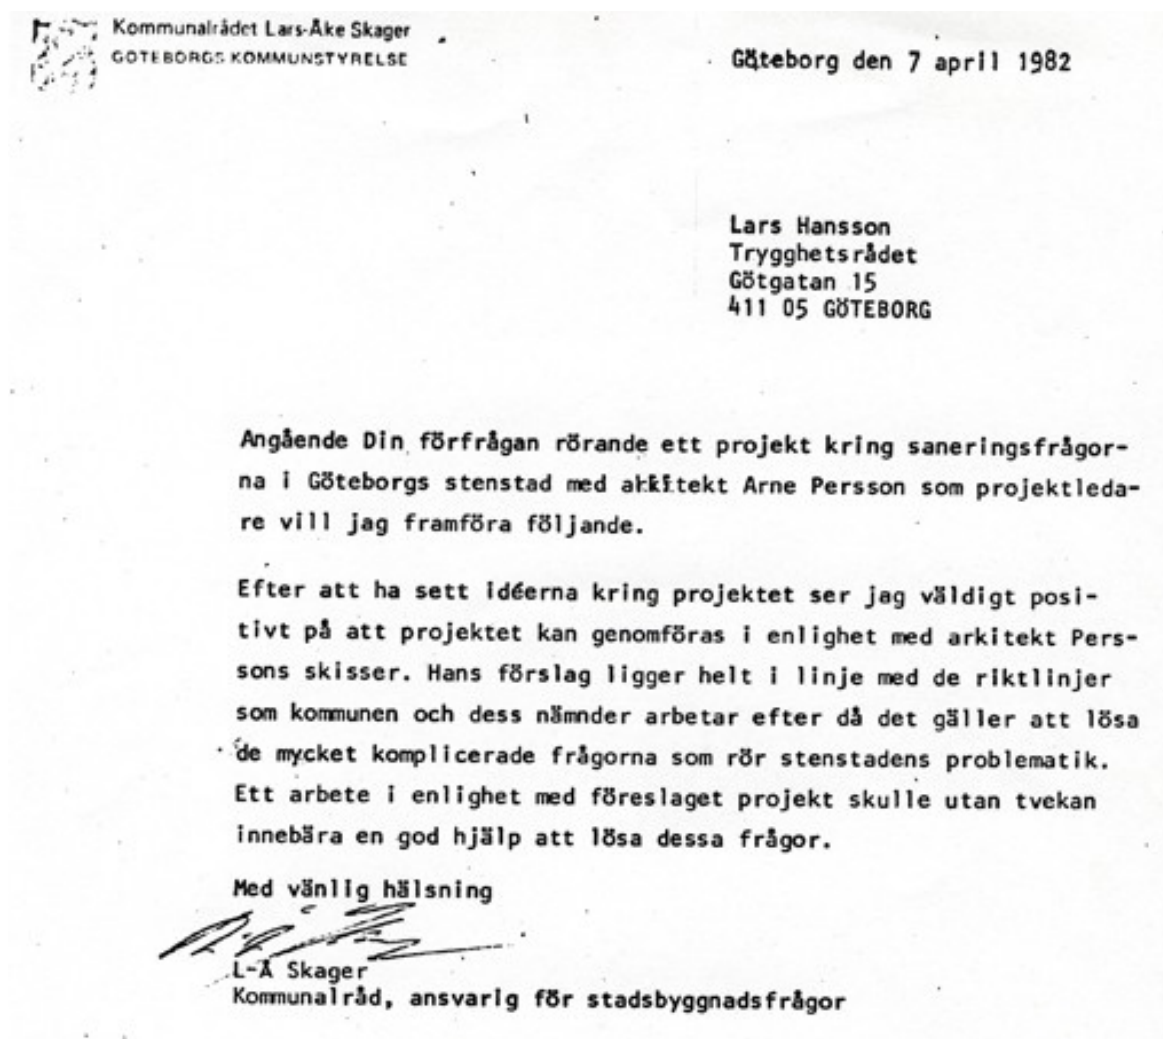 Kommunalrådet Lars-Åke Skager
GÖTEBORGS KOMMUNSTYRELSE
Göteborg den 7 april 1982
Lars Hansson
Trygghetsrådet
Götgatan 15
411 05 GÖTEBORG
Angående Din förfrågan rörande ett projekt kring saneringsfrågor-
na i Göteborgs stenstad med arkitekt Arne Persson som projektleda-
re vill jag framföra följande.
Efter att ha sett idéerna kring projektet ser jag väldigt posi-
tivt på att projektet kan genomföras i enlighet med arkitekt Pers-
sons skisser. Hans förslag ligger helt i linje med de riktlinjer
som kommunen och dess nämnder arbetar efter då det gäller att lösa
de mycket komplicerade frågorna som rör stenstadens problematik.
Ett arbete i enlighet med föreslaget projekt skulle utan tvekan
innebära en god hjälp att lösa dessa frågor.
Med vänlig hälsning
L-Å Skager
Kommunalråd, ansvarig för stadsbyggnadsfrågor